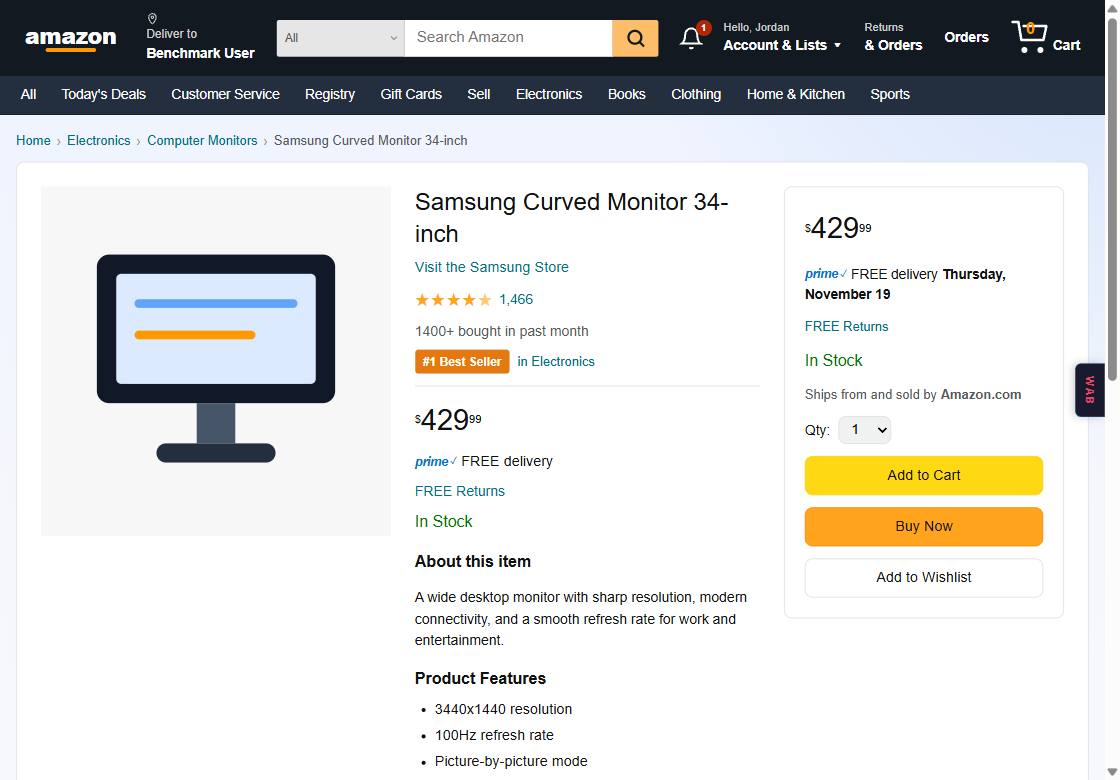 amazon
Deliver to
Benchmark User
All
Search Amazon
1
Hello, Jordan
Account & Lists
Returns
& Orders
Orders
0
Cart
All
Today's Deals
Customer Service
Registry
Gift Cards
Sell
Electronics
Books
Clothing
Home & Kitchen
Sports
Home › Electronics › Computer Monitors › Samsung Curved Monitor 34-inch
Samsung Curved Monitor 34-
inch
Visit the Samsung Store
1,466
1400+ bought in past month
#1 Best Seller in Electronics
$42999
prime✓ FREE delivery
FREE Returns
In Stock
About this item
A wide desktop monitor with sharp resolution, modern
connectivity, and a smooth refresh rate for work and
entertainment.
Product Features
• 3440x1440 resolution
• 100Hz refresh rate
• Picture-by-picture mode
$42999
prime✓ FREE delivery Thursday,
November 19
FREE Returns
In Stock
Ships from and sold by Amazon.com
Qty: 1
Add to Cart
Buy Now
Add to Wishlist
WAB